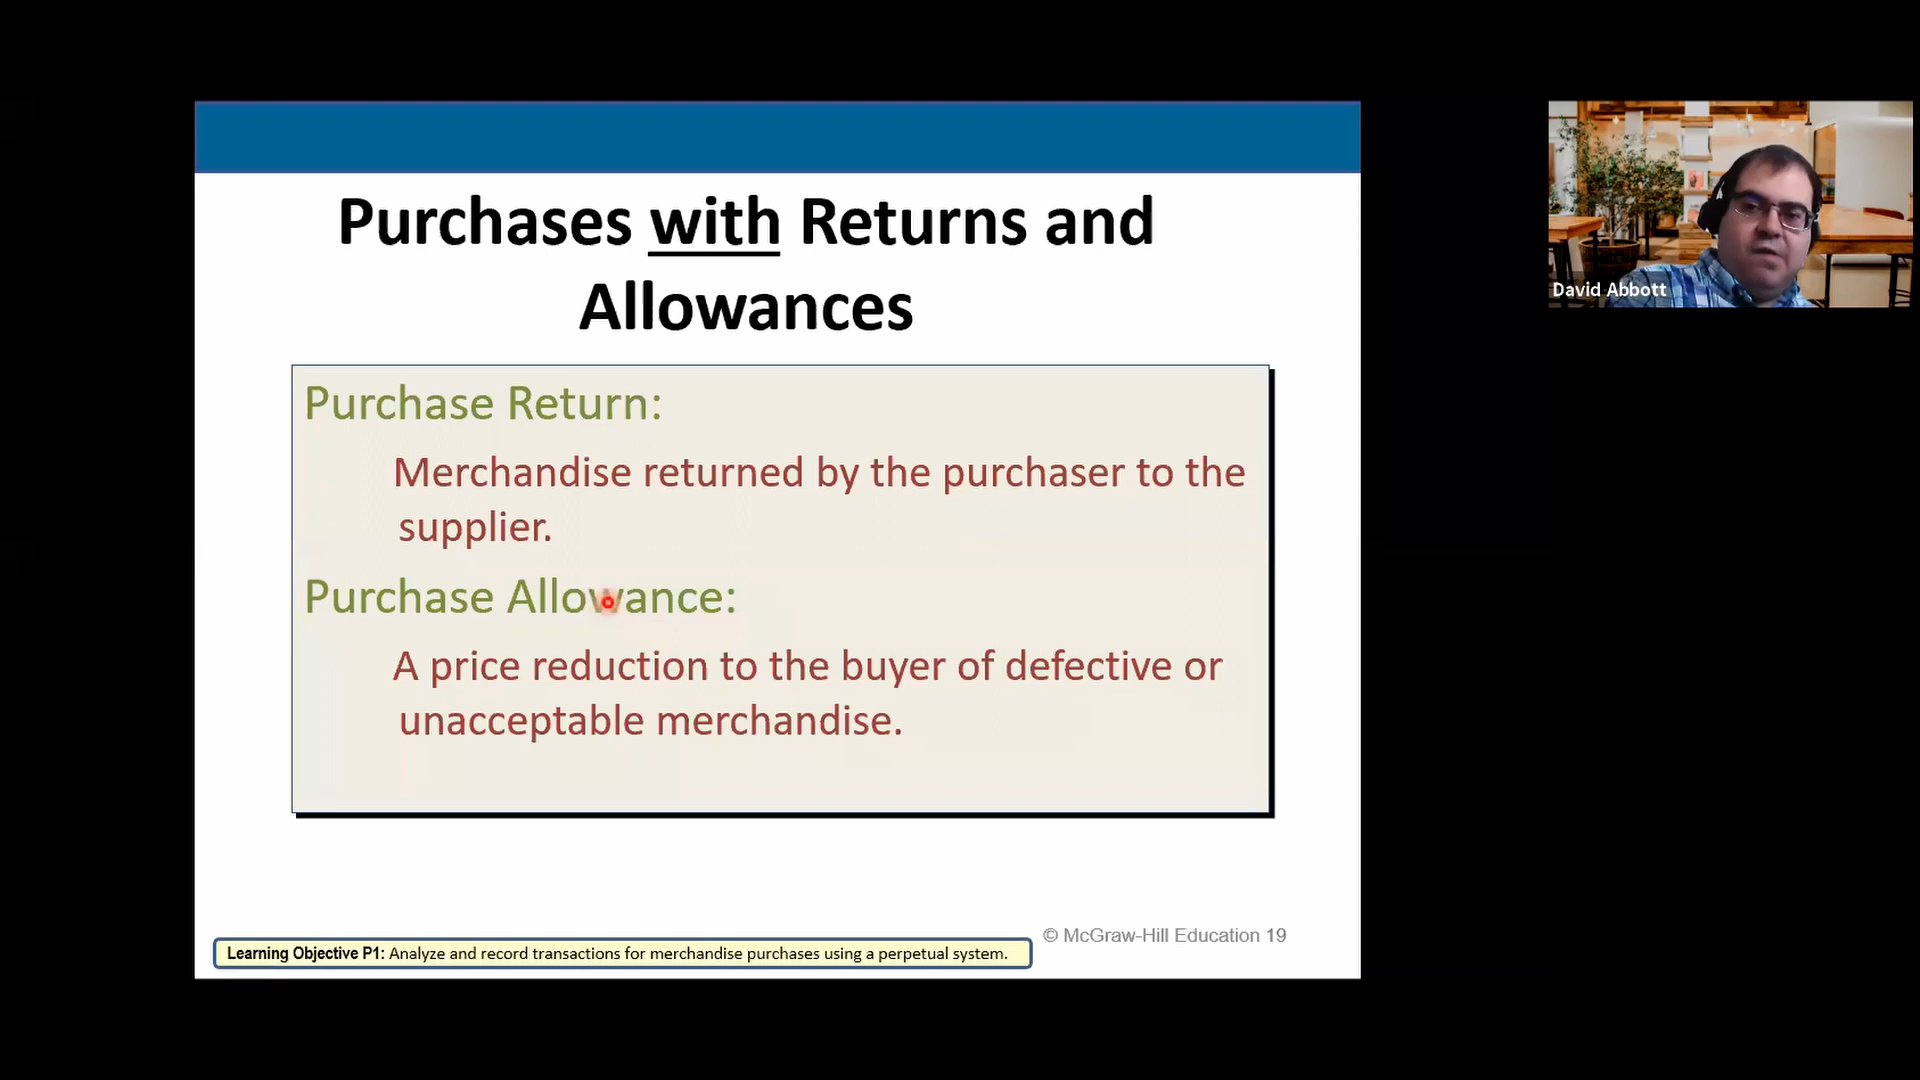 Purchases with Returns and
Allowances
Purchase Return:
Merchandise returned by the purchaser to the
supplier.
Purchase Allowance:
A price reduction to the buyer of defective or
unacceptable merchandise.
© McGraw-Hill Education 19
Learning Objective P1: Analyze and record transactions for merchandise purchases using a perpetual system.
David Abbott